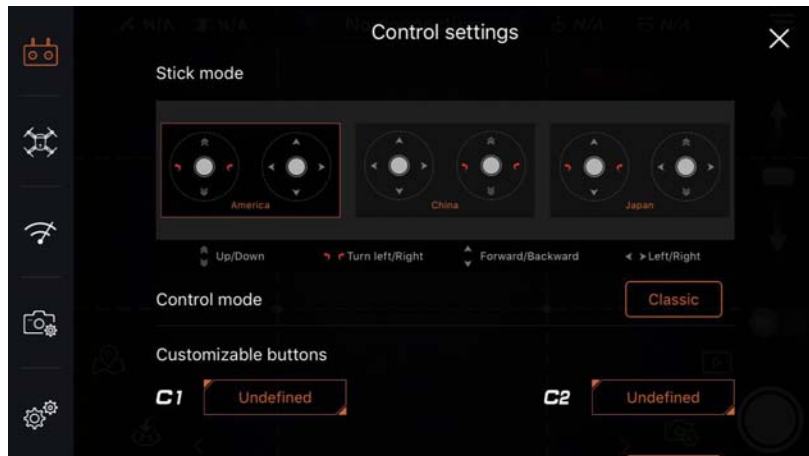 Control settings
Stick mode
America China Japan
Up/Down Turn left/Right Forward/Backward Left/Right
Control mode Classic
Customizable buttons
C1 Undefined C2 Undefined